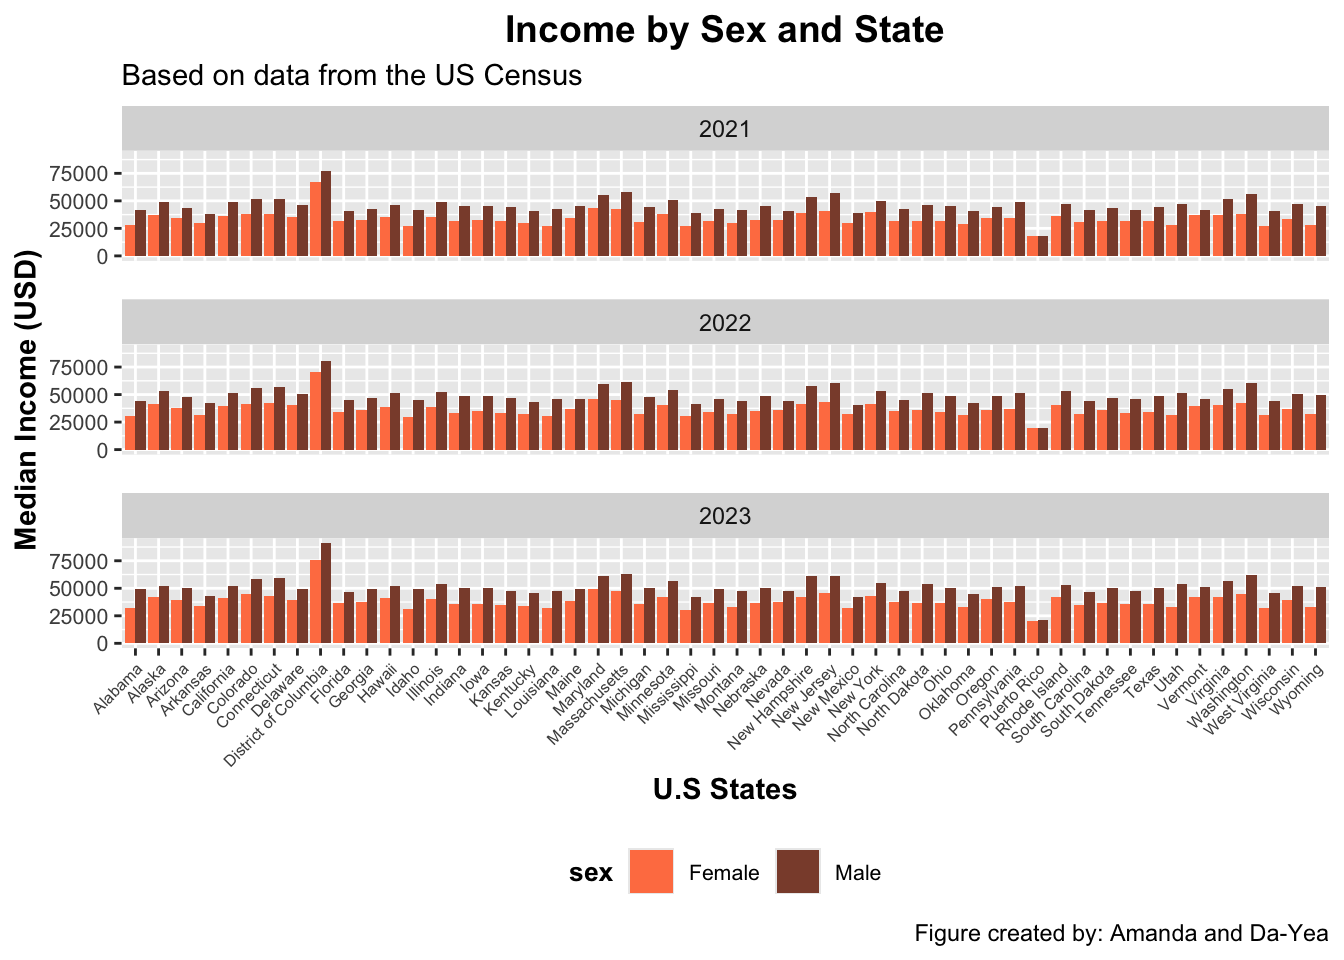 Income by Sex and State
Based on data from the US Census
2021
75000
50000
25000
0
2022
75000
50000
25000
0
2023
75000
50000
25000
0
Median Income (USD)
Alabama
Alaska
Arizona
Arkansas
California
Colorado
Connecticut
Delaware
District of Columbia
Florida
Georgia
Hawaii
Idaho
Illinois
Indiana
Iowa
Kansas
Kentucky
Louisiana
Maine
Maryland
Massachusetts
Michigan
Minnesota
Mississippi
Missouri
Montana
Nebraska
Nevada
New Hampshire
New Jersey
New Mexico
New York
North Carolina
North Dakota
Ohio
Oklahoma
Oregon
Pennsylvania
Puerto Rico
Rhode Island
South Carolina
South Dakota
Tennessee
Texas
Utah
Vermont
Virginia
Washington
West Virginia
Wisconsin
Wyoming
U.S States
sex Female Male
Figure created by: Amanda and Da-Yea